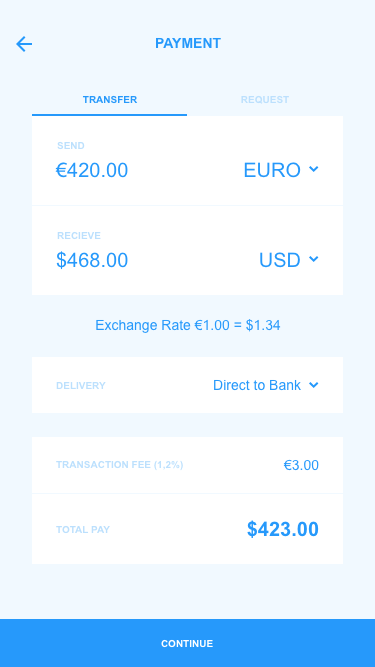 PAYMENT
TRANSFER
REQUEST
SEND
€420.00
EURO
RECIEVE
$468.00
USD
Exchange Rate €1.00 = $1.34
DELIVERY
Direct to Bank
TRANSACTION FEE (1,2%)
€3.00
TOTAL PAY
$423.00
CONTINUE